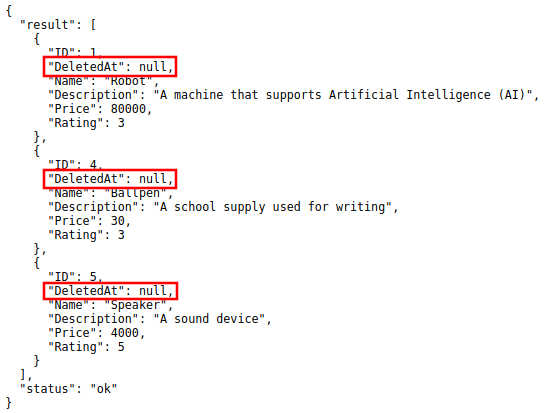 {
  "result": [
    {
      "ID": 1,
      "DeletedAt": null,
      "Name": "Robot",
      "Description": "A machine that supports Artificial Intelligence (AI)",
      "Price": 80000,
      "Rating": 3
    },
    {
      "ID": 4,
      "DeletedAt": null,
      "Name": "Ballpen",
      "Description": "A school supply used for writing",
      "Price": 30,
      "Rating": 3
    },
    {
      "ID": 5,
      "DeletedAt": null,
      "Name": "Speaker",
      "Description": "A sound device",
      "Price": 4000,
      "Rating": 5
    }
  ],
  "status": "ok"
}